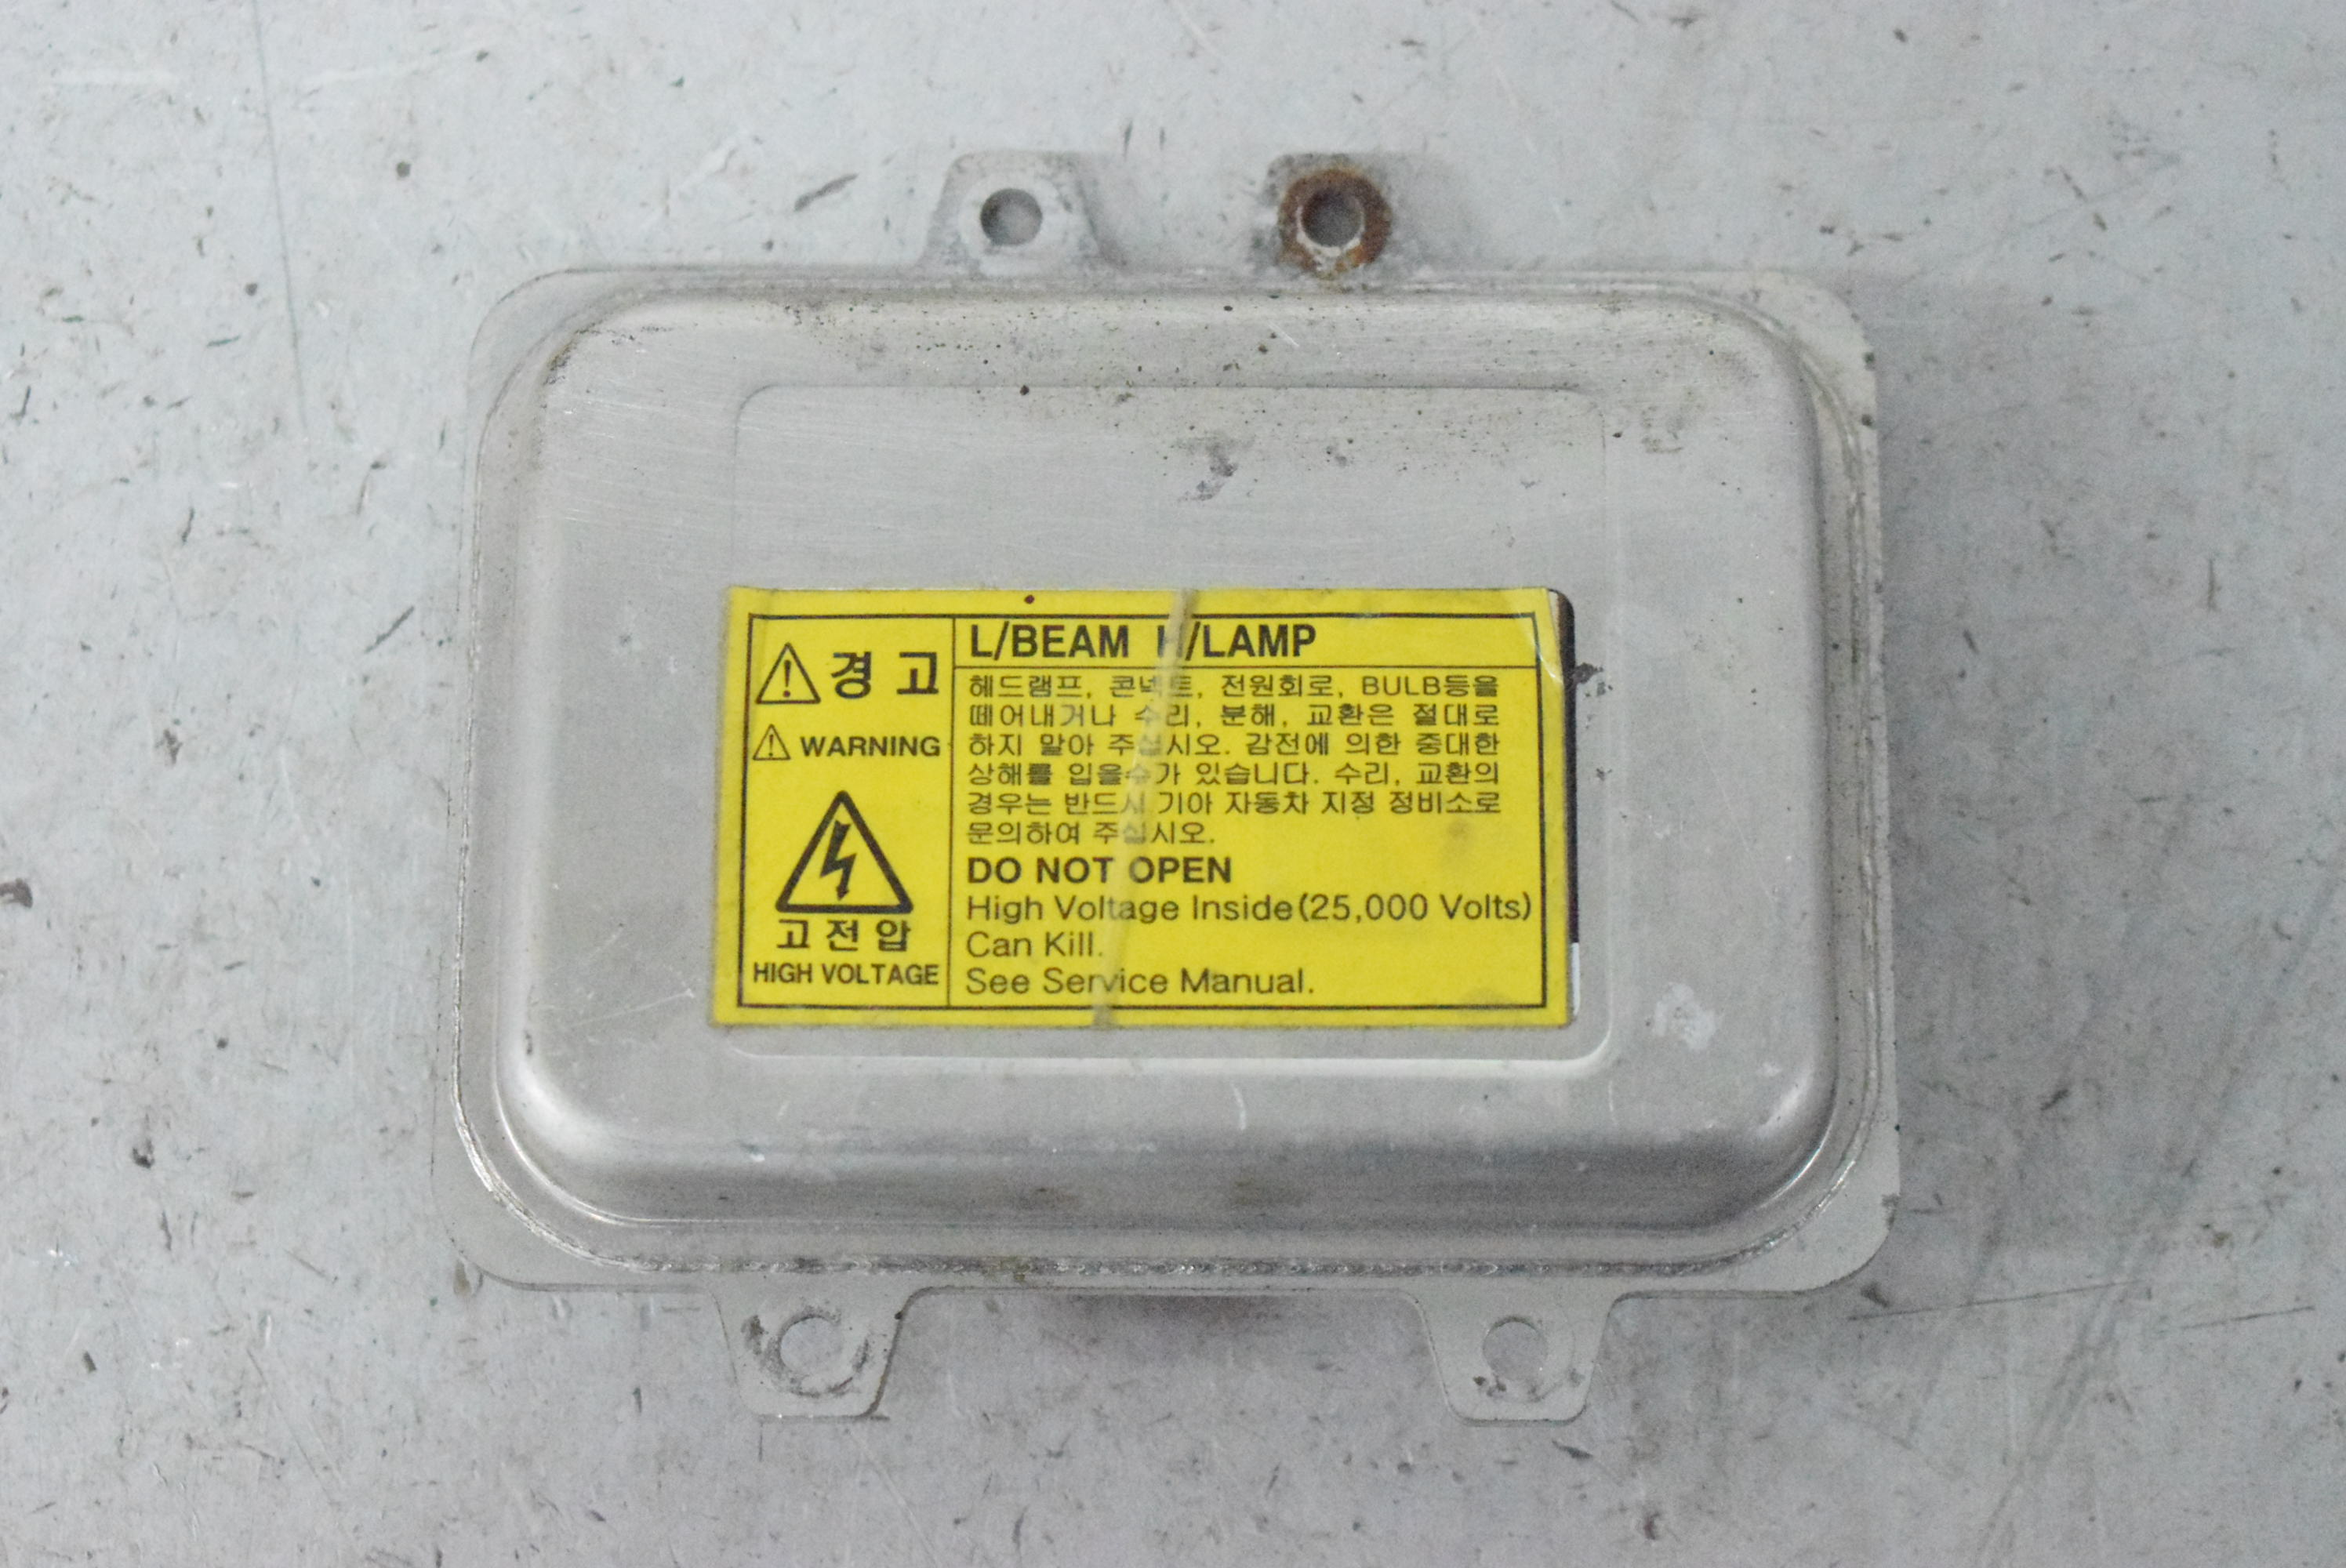 경 고
WARNING
고 전 압
HIGH VOLTAGE
L/BEAM H/LAMP
헤드램프, 콘넥트, 전원회로, BULB등을
떼어내거나 수리, 분해, 교환은 절대로
하지 말아 주십시오. 감전에 의한 중대한
상해를 입을수가 있습니다. 수리, 교환의
경우는 반드시 기아 자동차 지정 정비소로
문의하여 주십시오.
DO NOT OPEN
High Voltage Inside(25,000 Volts)
Can Kill.
See Service Manual.